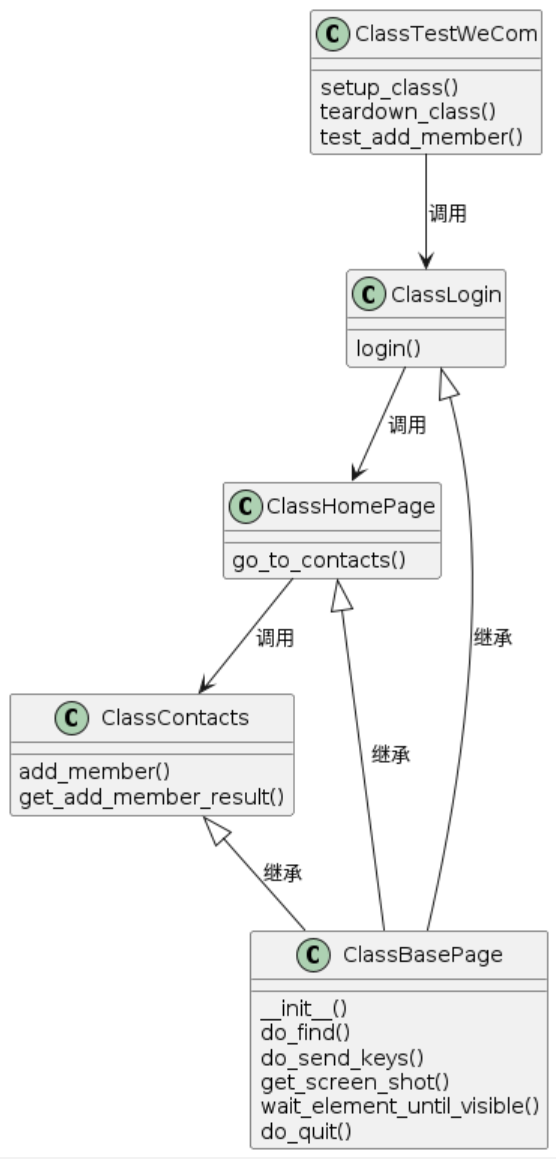 C ClassTestWeCom
setup_class()
teardown_class()
test_add_member()
调用
C ClassLogin
login()
调用
C ClassHomePage
go_to_contacts()
调用
继承
C ClassContacts
add_member()
get_add_member_result()
继承
继承
C ClassBasePage
__init__()
do_find()
do_send_keys()
get_screen_shot()
wait_element_until_visible()
do_quit()